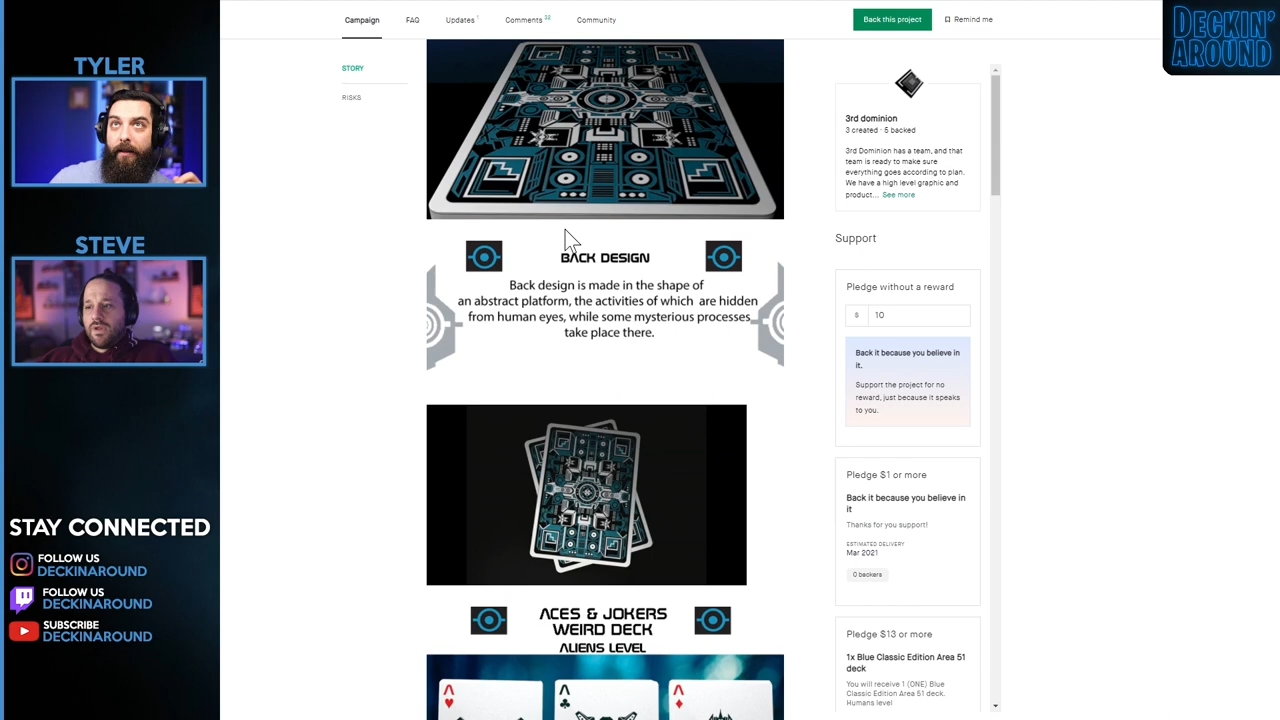 TYLER
STEVE
STAY CONNECTED
FOLLOW US
DECKINAROUND
FOLLOW US
DECKINAROUND
SUBSCRIBE
DECKINAROUND
Campaign
FAQ
Updates 1
Comments 32
Community
Back this project
Remind me
DECKIN'
AROUND
STORY
RISKS
BACK DESIGN
Back design is made in the shape of
an abstract platform, the activities of which are hidden
from human eyes, while some mysterious processes
take place there.
ACES & JOKERS
WEIRD DECK
ALIENS LEVEL
A
A
A
3rd dominion
3 created · 5 backed
3rd Dominion has a team, and that
team is ready to make sure
everything goes according to plan.
We have a high level graphic and
product... See more
Support
Pledge without a reward
$ 10
Back it because you believe in
it.
Support the project for no
reward, just because it speaks
to you.
Pledge $1 or more
Back it because you believe in
it
Thanks for you support!
ESTIMATED DELIVERY
Mar 2021
0 backers
Pledge $13 or more
1x Blue Classic Edition Area 51
deck
You will receive 1 (ONE) Blue
Classic Edition Area 51 deck.
Humans level